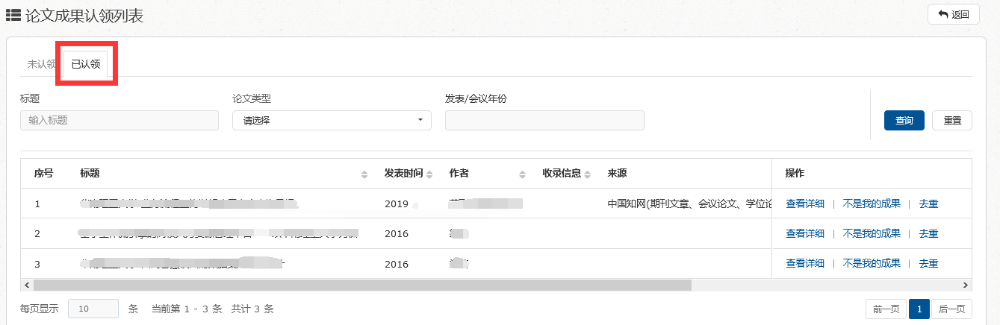 论文成果认领列表
返回
未认领 已认领
标题 论文类型 发表/会议年份
输入标题 请选择 查询 重置
序号 标题 发表时间 作者 收录信息 来源 操作
1 2019 中国知网(期刊文章、会议论文、学位论 查看详细 | 不是我的成果 | 去重
2 2016 查看详细 | 不是我的成果 | 去重
3 2016 查看详细 | 不是我的成果 | 去重
每页显示 10 条 当前第 1 - 3 条 共计 3 条 前一页 1 后一页